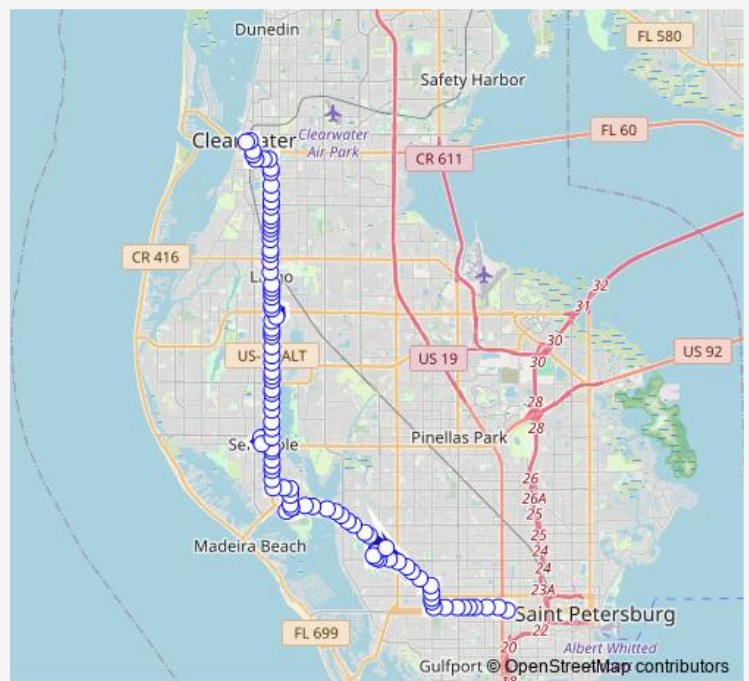 Dunedin
FL 580
Safety Harbor
Clearwater
Clearwater
Air Park
FL 60
CR 611
CR 416
32
31
30
30
US 92
US 19
28
28
Pinellas Park
26
26A
25
25
24
24
23A
Madeira Beach
Saint Petersburg
22
FL 699
Albert Whitted
20
Gulfport
© OpenStreetMap contributors
18